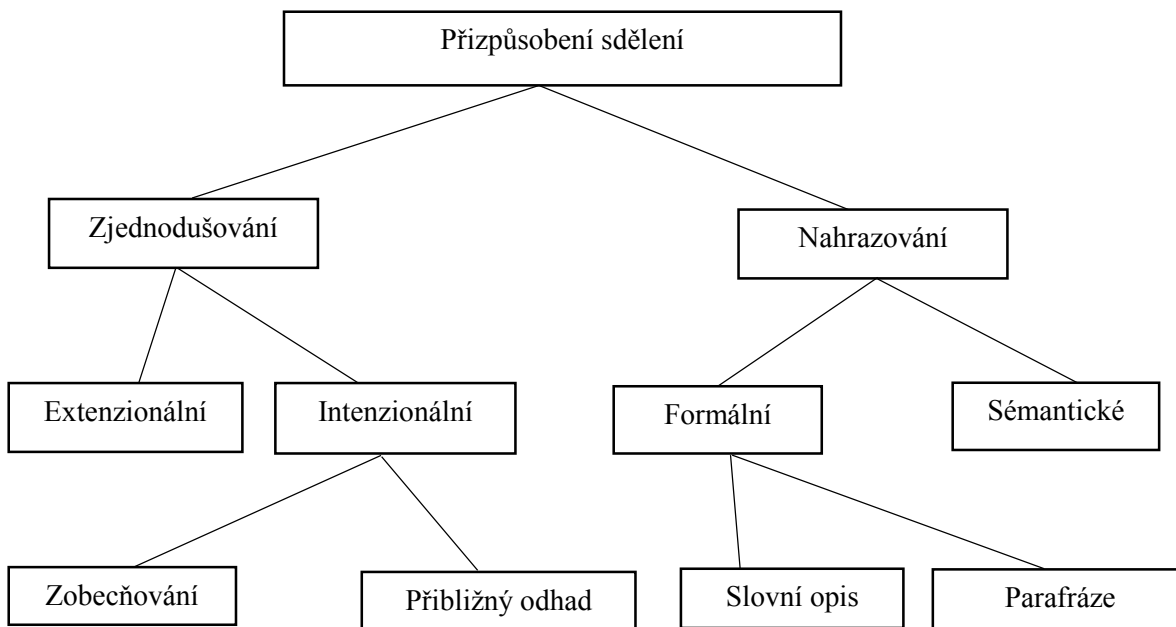 Přizpůsobení sdělení
Zjednodušování
Nahrazování
Extenzionální
Intenzionální
Formální
Sémantické
Zobecňování
Přibližný odhad
Slovní opis
Parafráze